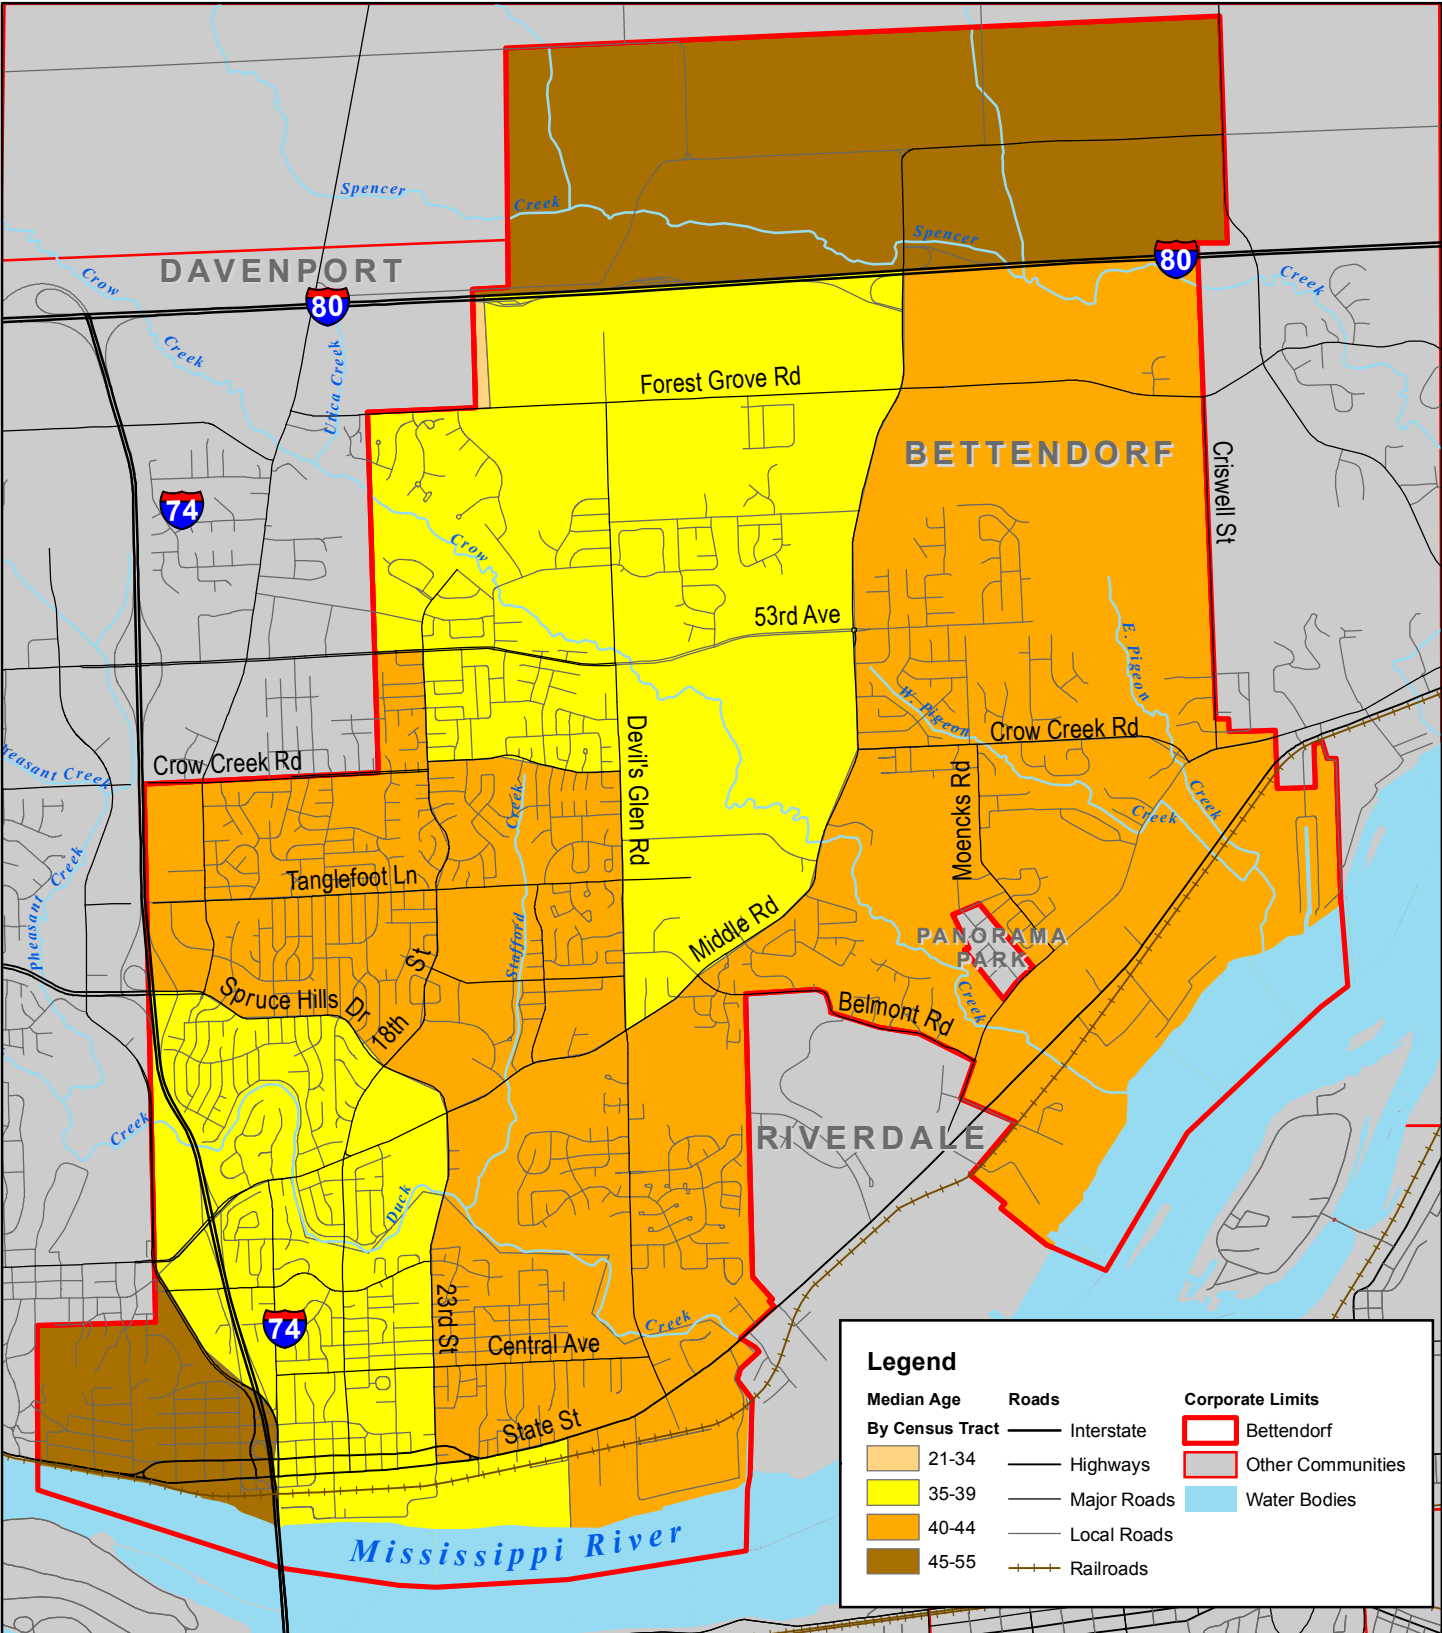 Spencer
Creek
Spencer
80
DAVENPORT
Crow
80
Creek
Creek
Utica Creek
Forest Grove Rd
BETTENDORF
Criswell St
74
Crow
53rd Ave
E. Pigeon
W. Pigeon
Crow Creek Rd
Devil's Glen Rd
Crow Creek Rd
Moencks Rd
Creek
Creek
Creek
Pheasant Creek
Tanglefoot Ln
Creek
Pheasant
Stafford
Middle Rd
PANORAMA
PARK
St
Spruce Hills Dr
18th
Belmont Rd
Creek
Creek
RIVERDALE
Duck
23rd St
74
Creek
Central Ave
State St
Mississippi River
Legend
Median Age
By Census Tract
21-34
35-39
40-44
45-55
Roads
Interstate
Highways
Major Roads
Local Roads
Railroads
Corporate Limits
Bettendorf
Other Communities
Water Bodies